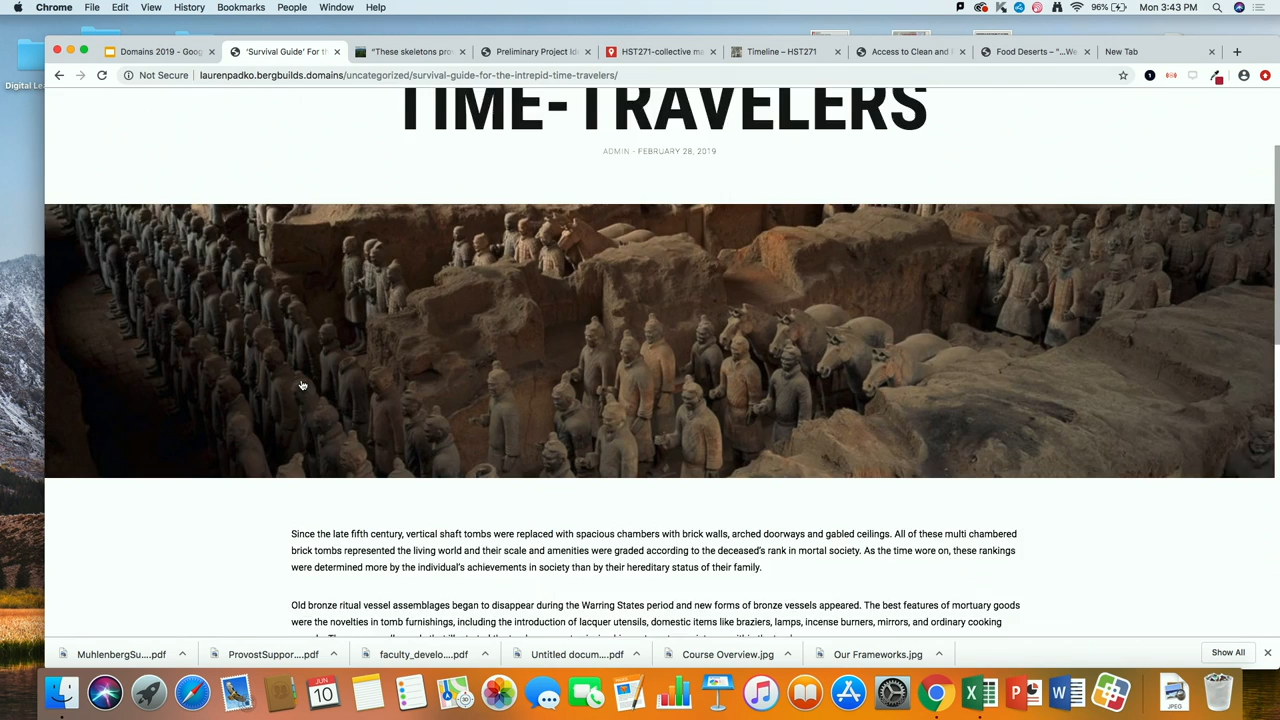 Chrome File Edit View History Bookmarks People Window Help 96% Mon 3:43 PM
Digital Le
Domains 2019 - Goog 'Survival Guide' For th "These skeletons pro Preliminary Project Id HST271-collective ma Timeline – HST271 Access to Clean and Food Deserts – "...We New Tab
Not Secure laurenpadko.bergbuilds.domains/uncategorized/survival-guide-for-the-intrepid-time-travelers/
TIME-TRAVELERS
ADMIN - FEBRUARY 28, 2019
Since the late fifth century, vertical shaft tombs were replaced with spacious chambers with brick walls, arched doorways and gabled ceilings. All of these multi chambered
brick tombs represented the living world and their scale and amenities were graded according to the deceased's rank in mortal society. As the time wore on, these rankings
were determined more by the individual's achievements in society than by their hereditary status of their family.
Old bronze ritual vessel assemblages began to disappear during the Warring States period and new forms of bronze vessels appeared. The best features of mortuary goods
were the novelties in tomb furnishings, including the introduction of lacquer utensils, domestic items like braziers, lamps, incense burners, mirrors, and ordinary cooking
MuhlenbergSu....pdf ProvostSuppor....pdf faculty_develo....pdf Untitled docum....pdf Course Overview.jpg Our Frameworks.jpg Show All
JUN
10
JPEG